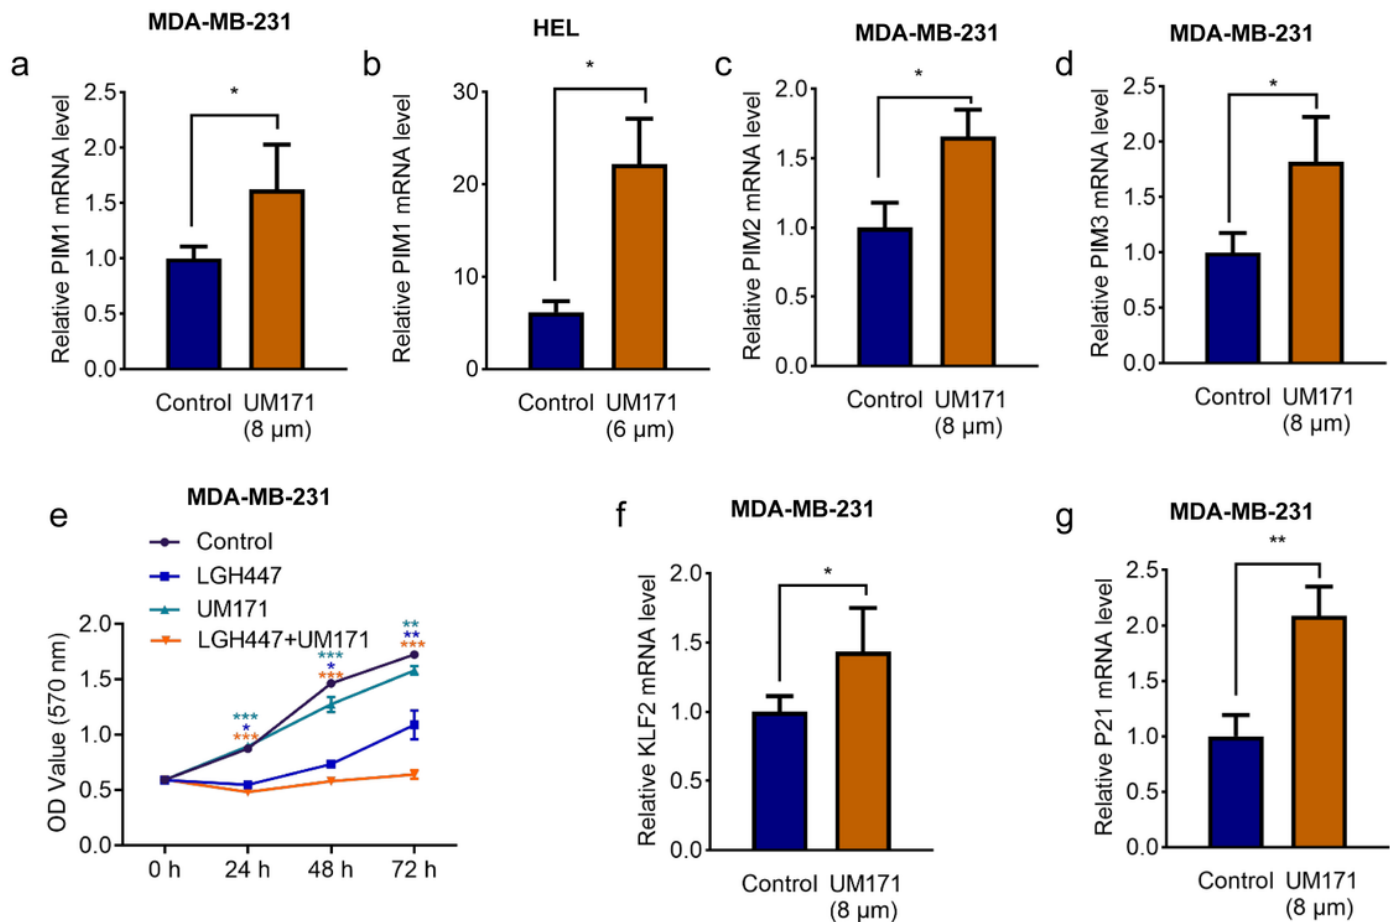 MDA-MB-231
HEL
MDA-MB-231
MDA-MB-231
a
b
c
d
Relative PIM1 mRNA level
2.5
2.0
1.5
1.0
0.5
0.0
*
Control UM171
(8 µm)
Relative PIM1 mRNA level
30
20
10
0
*
Control UM171
(6 µm)
Relative PIM2 mRNA level
2.0
1.5
1.0
0.5
0.0
*
Control UM171
(8 µm)
Relative PIM3 mRNA level
2.5
2.0
1.5
1.0
0.5
0.0
*
Control UM171
(8 µm)
MDA-MB-231
e
Control
LGH447
UM171
LGH447+UM171
OD Value (570 nm)
2.0
1.5
1.0
0.5
0.0
***
*
***
***
*
***
**
**
***
0 h 24 h 48 h 72 h
MDA-MB-231
f
Relative KLF2 mRNA level
2.0
1.5
1.0
0.5
0.0
*
Control UM171
(8 µm)
MDA-MB-231
g
Relative P21 mRNA level
2.5
2.0
1.5
1.0
0.5
0.0
**
Control UM171
(8 µm)